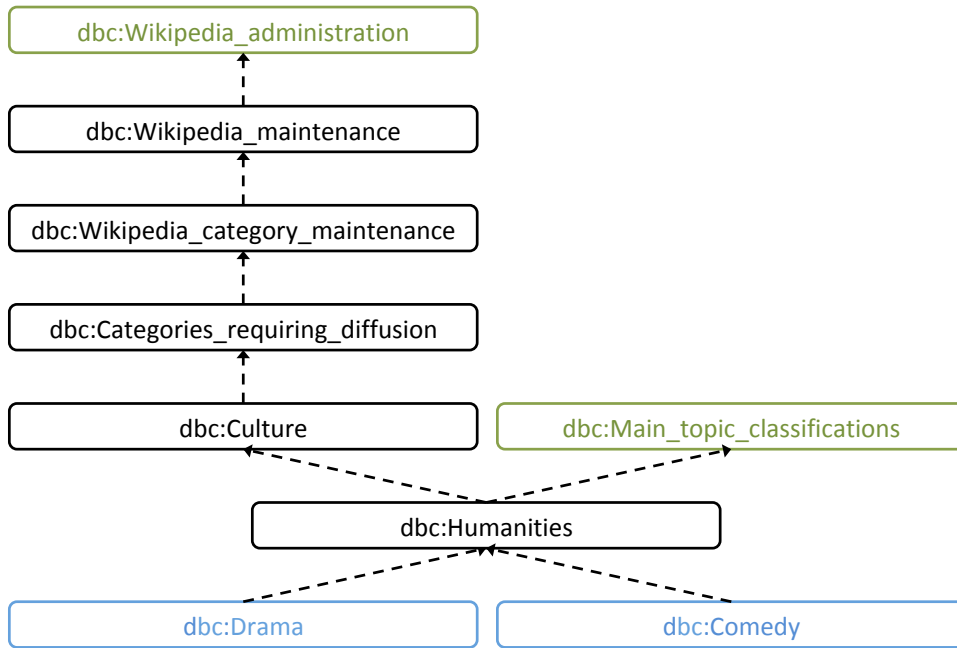 dbc:Wikipedia_administration
dbc:Wikipedia_maintenance
dbc:Wikipedia_category_maintenance
dbc:Categories_requiring_diffusion
dbc:Culture
dbc:Main_topic_classifications
dbc:Humanities
dbc:Drama
dbc:Comedy